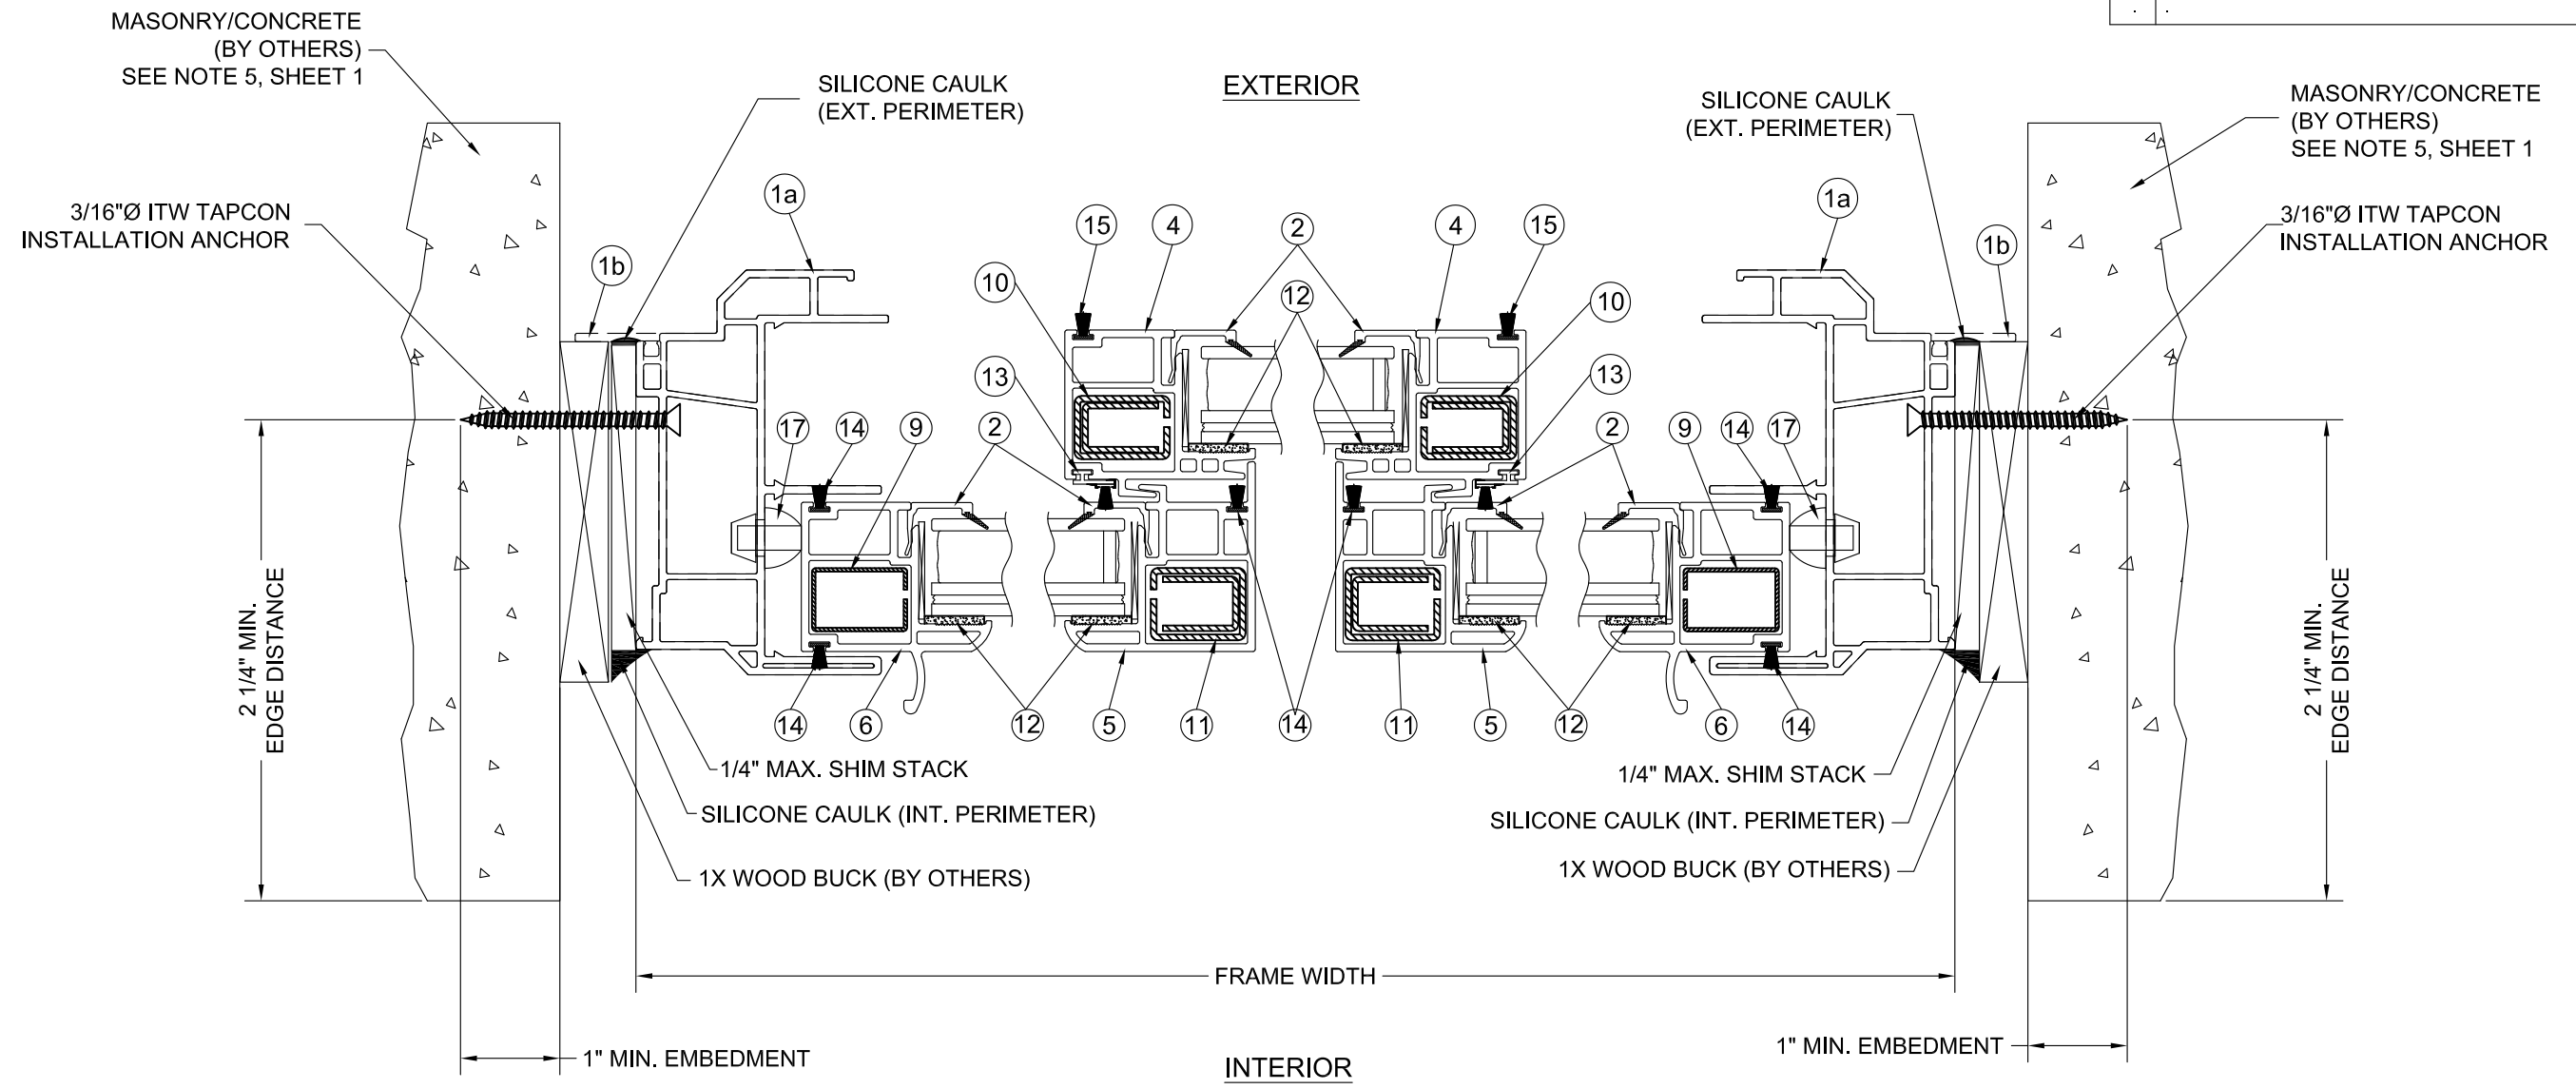 MASONRY/CONCRETE
(BY OTHERS)
SEE NOTE 5, SHEET 1
SILICONE CAULK
(EXT. PERIMETER)
EXTERIOR
SILICONE CAULK
(EXT. PERIMETER)
MASONRY/CONCRETE
(BY OTHERS)
SEE NOTE 5, SHEET 1
3/16"Ø ITW TAPCON
INSTALLATION ANCHOR
3/16"Ø ITW TAPCON
INSTALLATION ANCHOR
1a
1b
15
4
2
4
15
1a
1b
10
12
10
13
13
17
14
9
2
2
9
14
17
2 1/4" MIN.
EDGE DISTANCE
2 1/4" MIN.
EDGE DISTANCE
14
6
12
5
11
14
11
5
12
6
14
1/4" MAX. SHIM STACK
1/4" MAX. SHIM STACK
SILICONE CAULK (INT. PERIMETER)
SILICONE CAULK (INT. PERIMETER)
1X WOOD BUCK (BY OTHERS)
1X WOOD BUCK (BY OTHERS)
FRAME WIDTH
1" MIN. EMBEDMENT
INTERIOR
1" MIN. EMBEDMENT